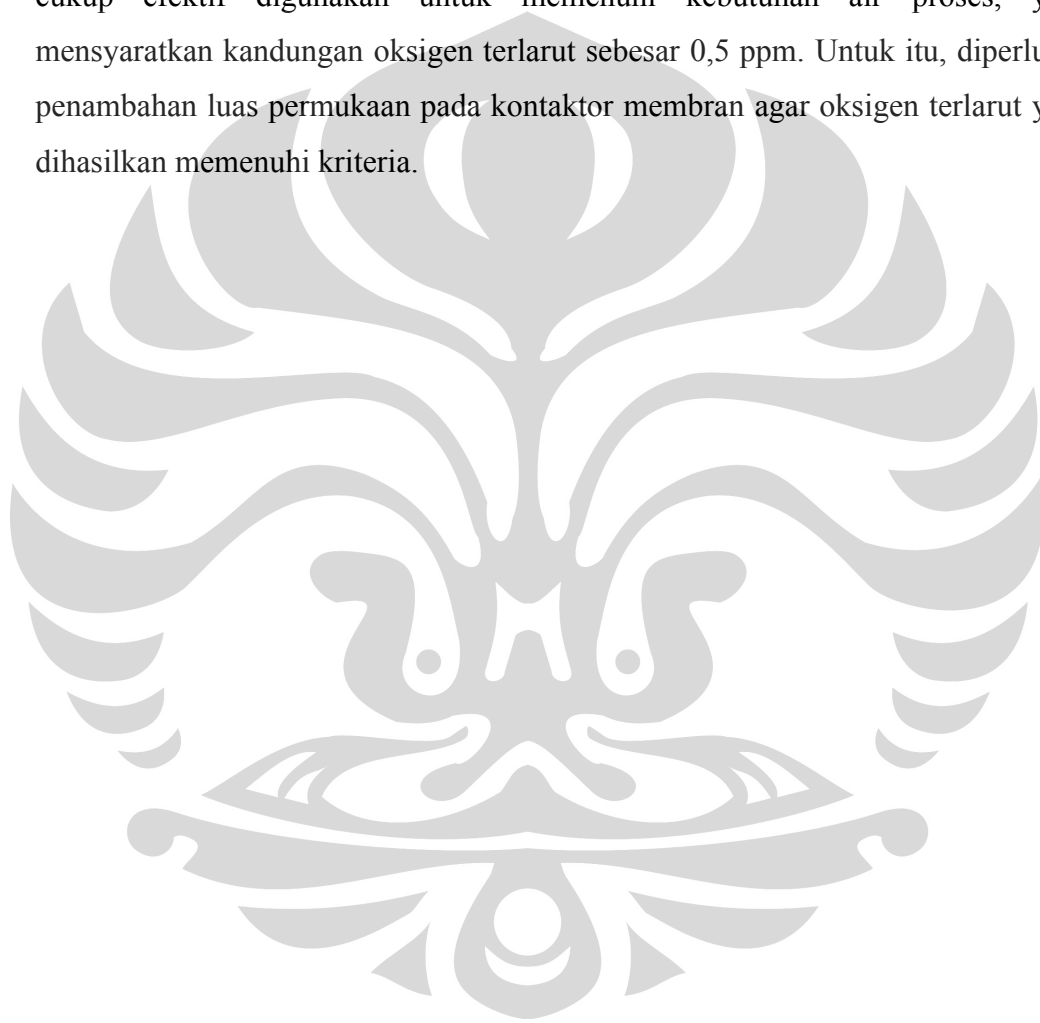 cukup efektif digunakan untuk memenuhi kebutuhan air proses,
mensyaratkan kandungan oksigen terlarut sebesar 0,5 ppm. Untuk itu,
penambahan luas permukaan pada kontaktor membran agar oksigen terlarut
dihasilkan memenuhi kriteria.